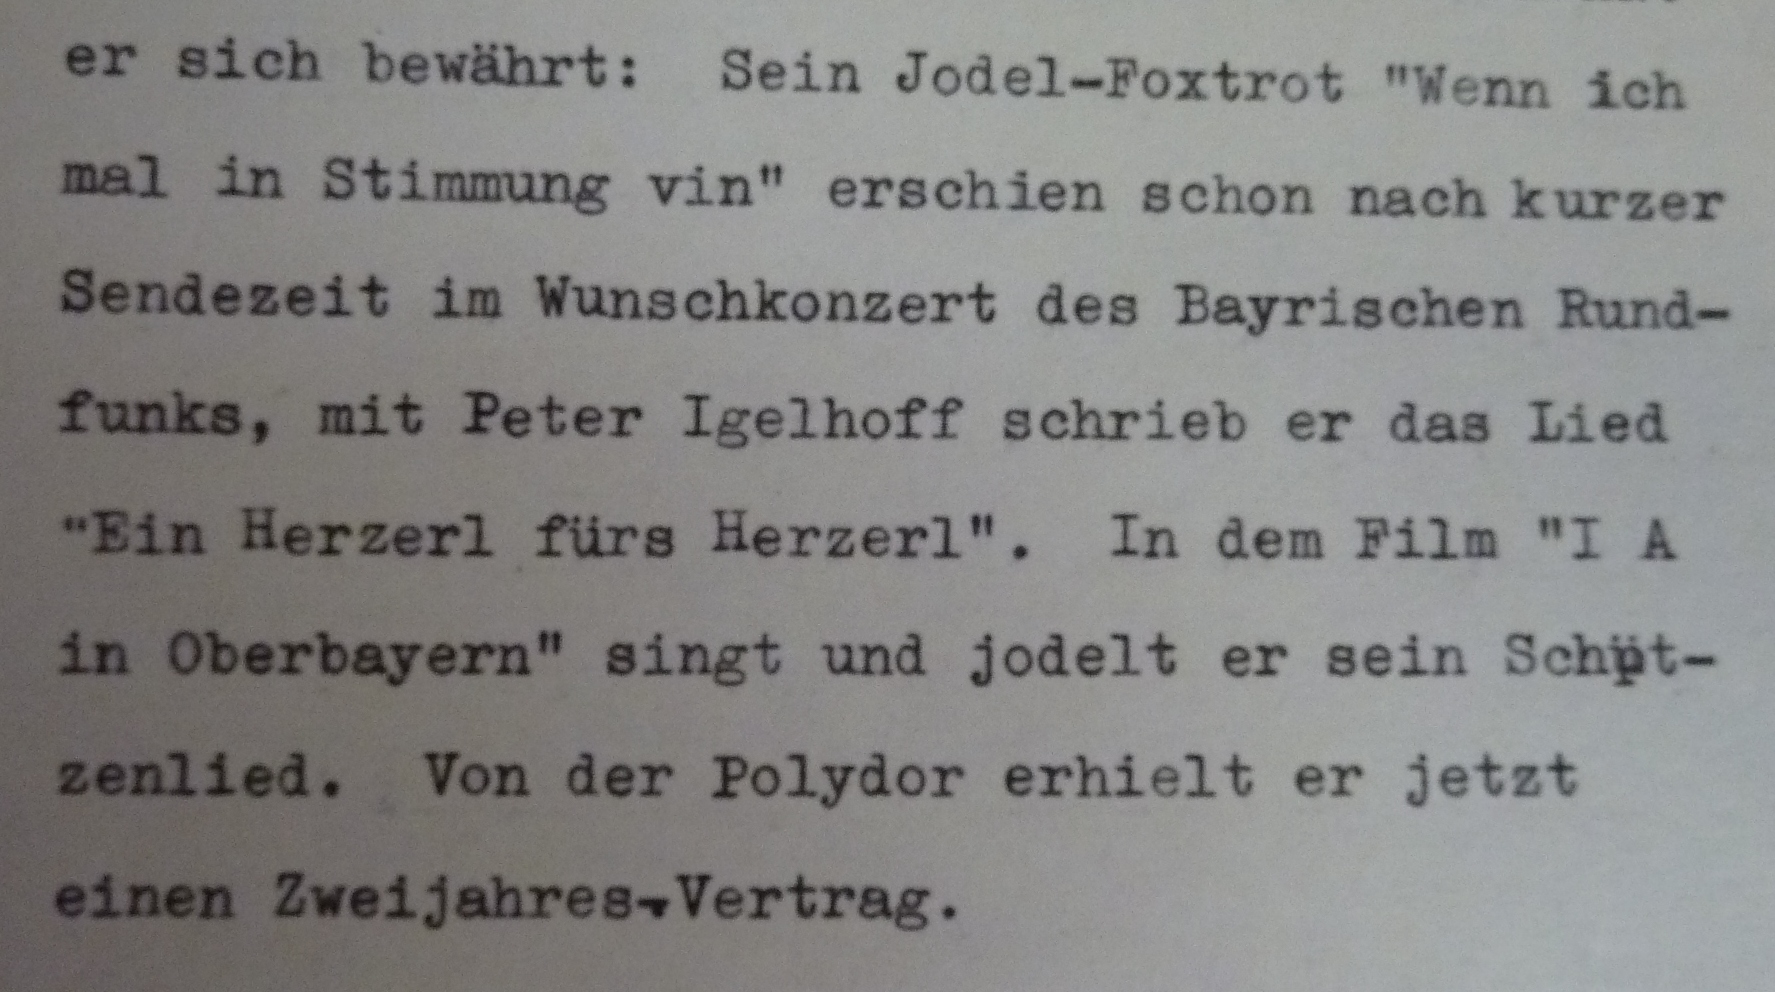 er sich bewährt:  Sein Jodel-Foxtrot "Wenn ich
mal in Stimmung vin" erschien schon nach kurzer
Sendezeit im Wunschkonzert des Bayrischen Rund-
funks, mit Peter Igelhoff schrieb er das Lied
"Ein Herzerl fürs Herzerl".  In dem Film "I A
in Oberbayern" singt und jodelt er sein Schüt-
zenlied.  Von der Polydor erhielt er jetzt
einen Zweijahres-Vertrag.